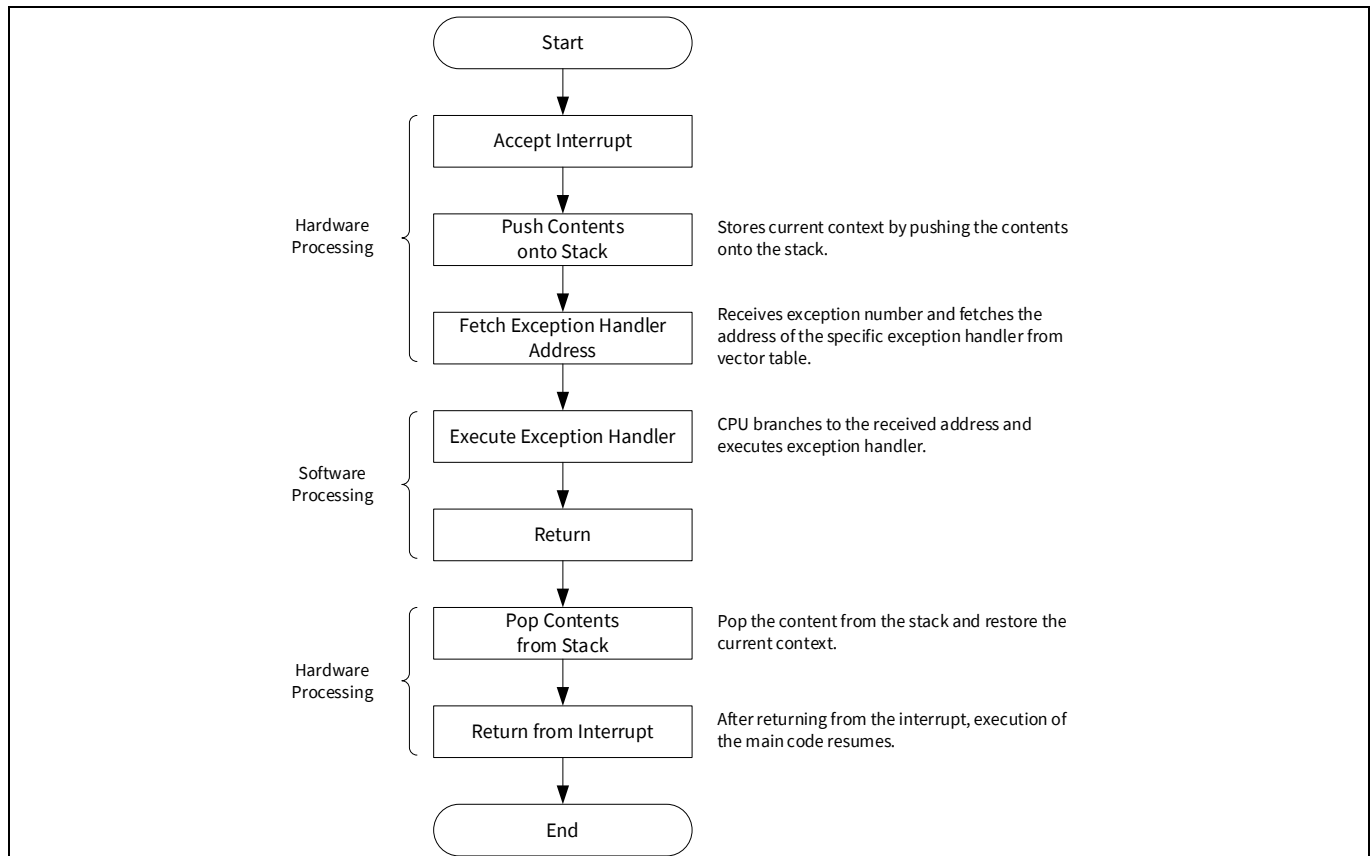 Start
Accept Interrupt
Hardware
Processing
Push Contents
onto Stack
Stores current context by pushing the contents
onto the stack.
Fetch Exception Handler
Address
Receives exception number and fetches the
address of the specific exception handler from
vector table.
Execute Exception Handler
CPU branches to the received address and
executes exception handler.
Software
Processing
Return
Pop Contents
from Stack
Pop the content from the stack and restore the
current context.
Hardware
Processing
Return from Interrupt
After returning from the interrupt, execution of
the main code resumes.
End